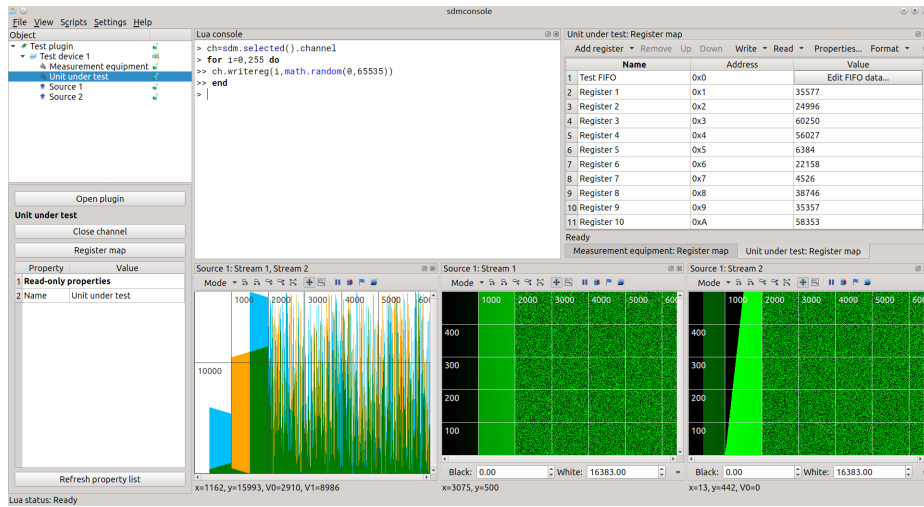 sdmconsole
File View Scripts Settings Help
Object
Test plugin
Test device 1
Measurement equipment
Unit under test
Source 1
Source 2
Open plugin
Unit under test
Close channel
Register map
Property Value
1 Read-only properties
2 Name Unit under test
Refresh property list
Lua status: Ready
Lua console
> ch=sdm.selected().channel
> for i=0,255 do
>> ch.writereg(i,math.random(0,65535))
>> end
>
Unit under test: Register map
Add register Remove Up Down Write Read Properties... Format
Name Address Value
1 Test FIFO 0x0 Edit FIFO data...
2 Register 1 0x1 35577
3 Register 2 0x2 24996
4 Register 3 0x3 60250
5 Register 4 0x4 56027
6 Register 5 0x5 6384
7 Register 6 0x6 22158
8 Register 7 0x7 4526
9 Register 8 0x8 38746
10 Register 9 0x9 35357
11 Register 10 0xA 58353
Ready
Measurement equipment: Register map Unit under test: Register map
Source 1: Stream 1, Stream 2
Mode
1000 2000 3000 4000 5000
10000
x=1162, y=15993, V0=2910, V1=8986
Source 1: Stream 1
Mode
1000 2000 3000 4000 5000
400
300
200
100
Black: 0.00 White: 16383.00
x=3075, y=500
Source 1: Stream 2
Mode
1000 2000 3000 4000 5000
400
300
200
100
Black: 0.00 White: 16383.00
x=13, y=442, V0=0